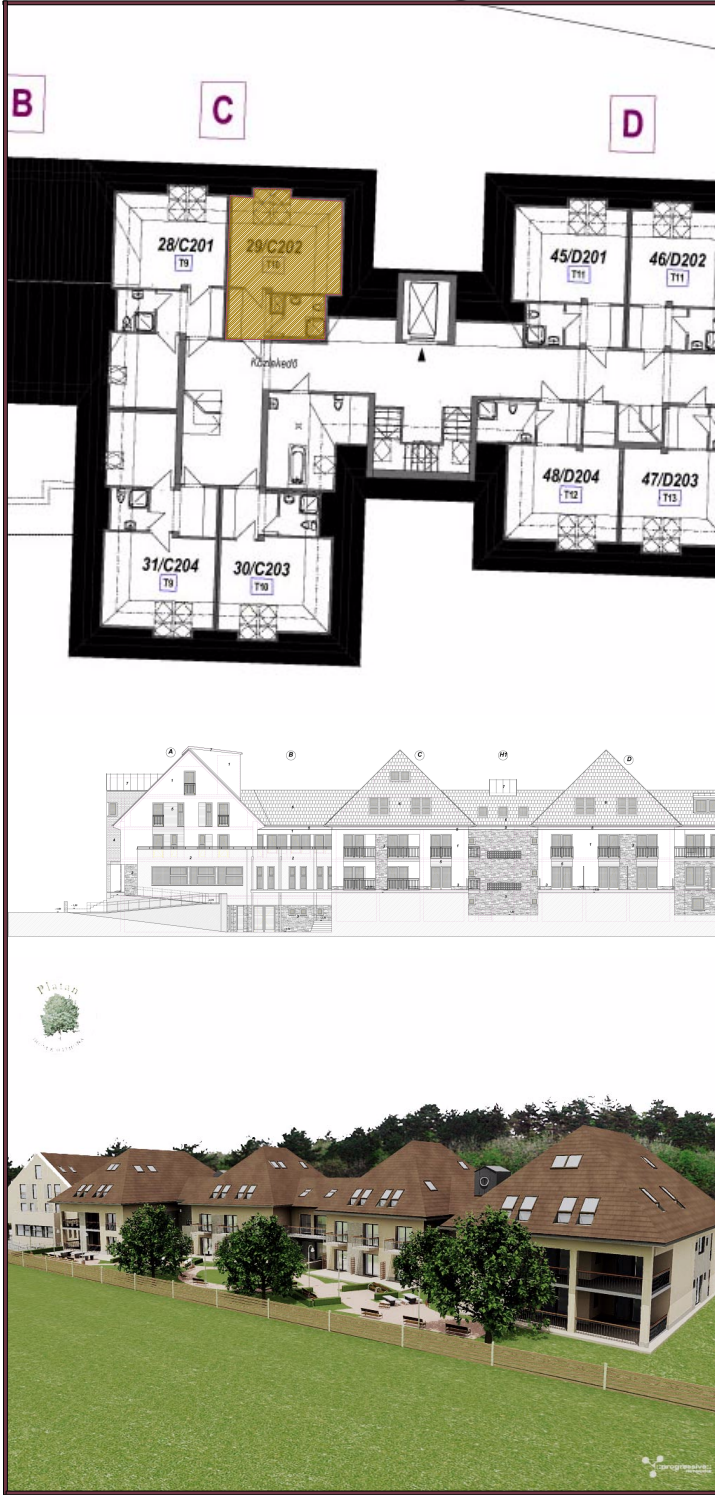 B
C
D
28/C201
T9
29/C202
T10
45/D201
T11
46/D202
T11
Közlekedő
48/D204
T12
47/D203
T13
31/C204
T9
30/C203
T10
A
B
C
H1
D
Platán